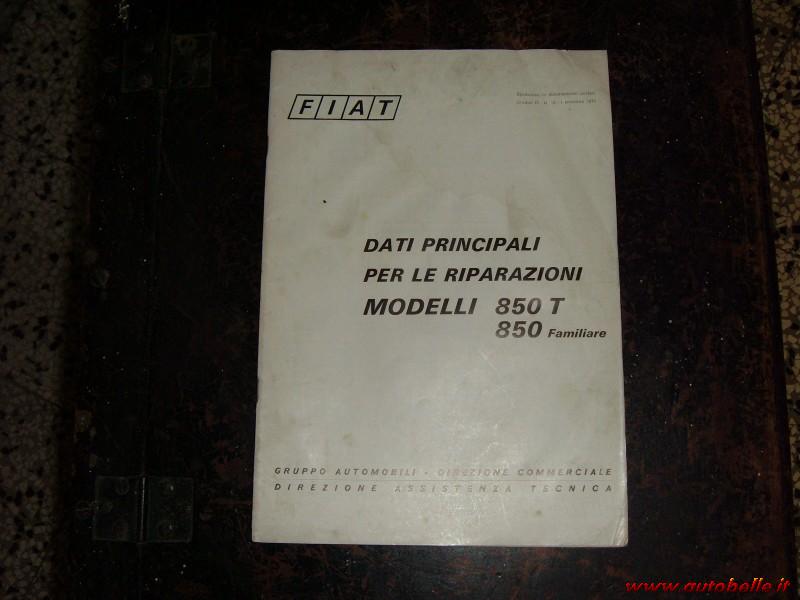 FIAT
DATI PRINCIPALI
PER LE RIPARAZIONI
MODELLI 850 T
850 Familiare
GRUPPO AUTOMOBILI - DIREZIONE COMMERCIALE
DIREZIONE ASSISTENZA TECNICA
www.autobelle.it